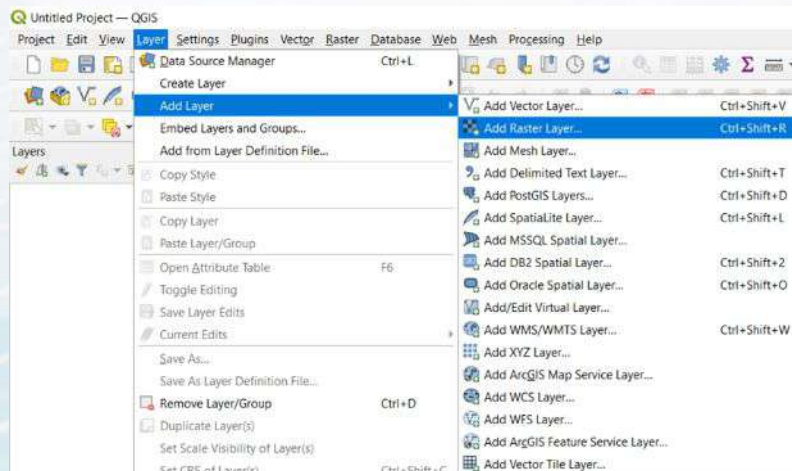 Untitled Project — QGIS
Project Edit View Layer Settings Plugins Vector Raster Database Web Mesh Processing Help
Data Source Manager Ctrl+L
Create Layer
Add Layer
Embed Layers and Groups...
Add from Layer Definition File...
Layers
Copy Style
Paste Style
Copy Layer
Paste Layer/Group
Open Attribute Table F6
Toggle Editing
Save Layer Edits
Current Edits
Save As...
Save As Layer Definition File...
Remove Layer/Group Ctrl+D
Duplicate Layer(s)
Set Scale Visibility of Layer(s)
Set CRS of Layer(s) Ctrl+Shift+C
Add Vector Layer... Ctrl+Shift+V
Add Raster Layer... Ctrl+Shift+R
Add Mesh Layer...
Add Delimited Text Layer... Ctrl+Shift+T
Add PostGIS Layers... Ctrl+Shift+D
Add SpatiaLite Layer... Ctrl+Shift+L
Add MSSQL Spatial Layer...
Add DB2 Spatial Layer... Ctrl+Shift+2
Add Oracle Spatial Layer... Ctrl+Shift+O
Add/Edit Virtual Layer...
Add WMS/WMTS Layer... Ctrl+Shift+W
Add XYZ Layer...
Add ArcGIS Map Service Layer...
Add WCS Layer...
Add WFS Layer...
Add ArcGIS Feature Service Layer...
Add Vector Tile Layer...